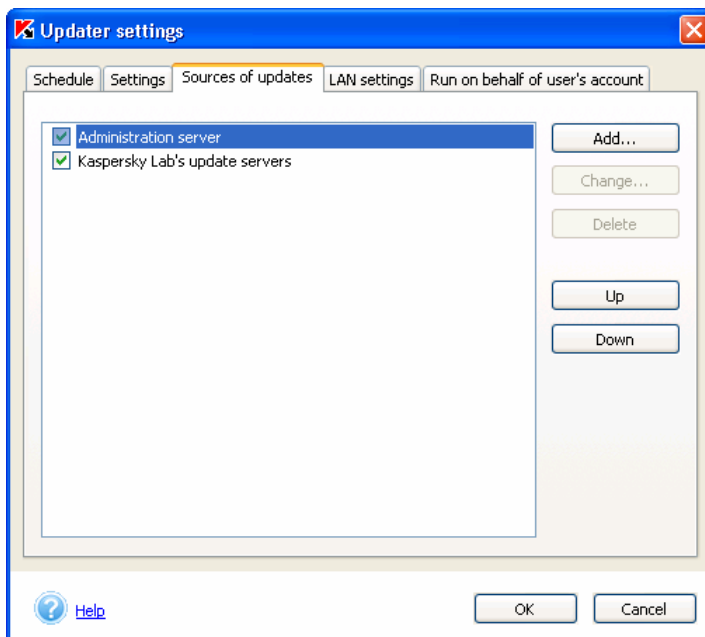 Updater settings
Schedule Settings Sources of updates LAN settings Run on behalf of user's account
Administration server
Kaspersky Lab's update servers
Add...
Change...
Delete
Up
Down
Help
OK
Cancel